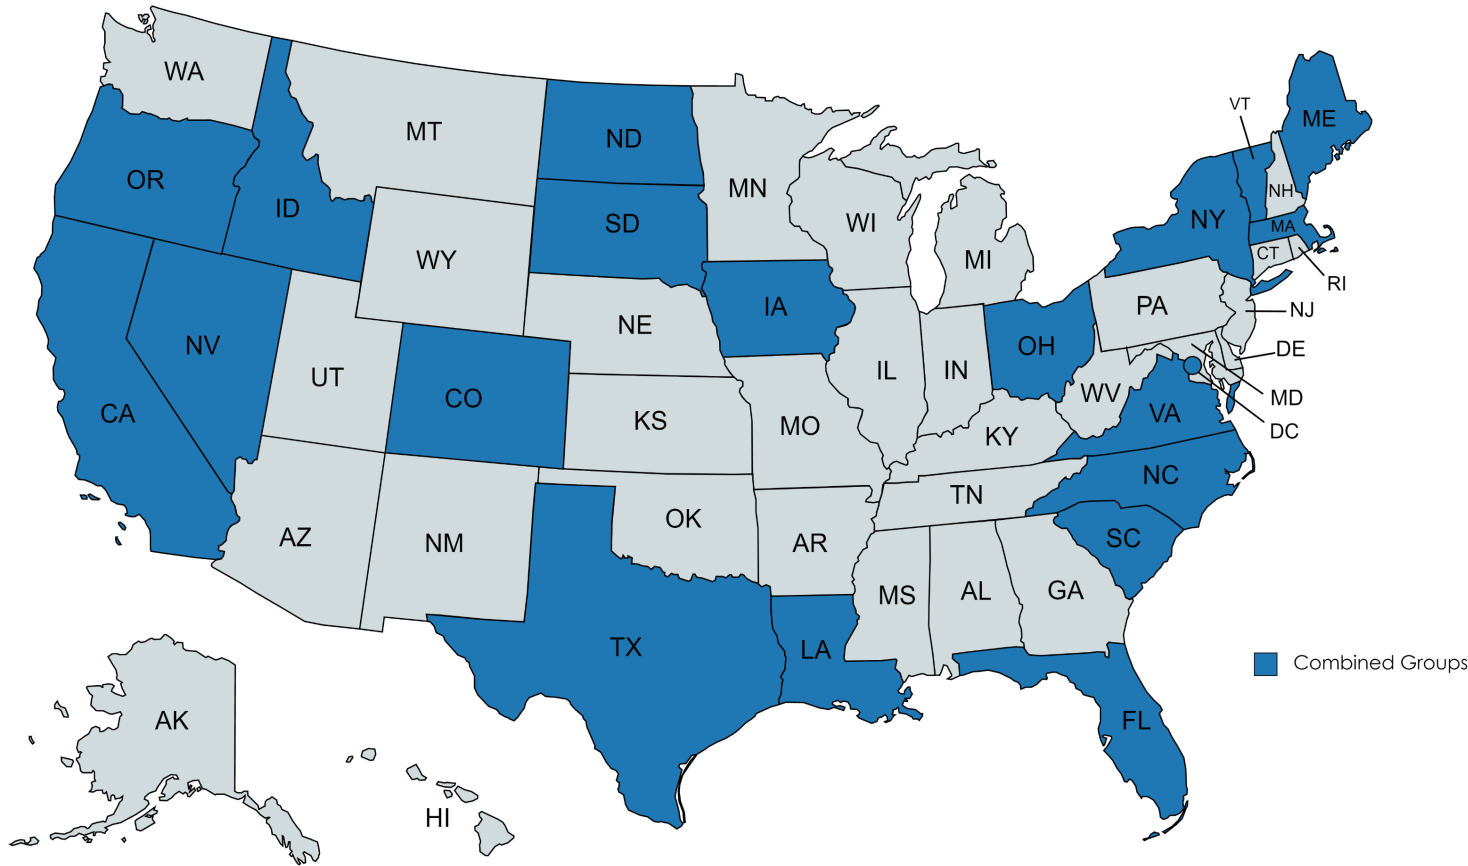 WA
MT
ND
MN
VT
ME
OR
ID
SD
WI
MI
NY
NH
MA
CT
RI
WY
IA
PA
NJ
NE
NV
UT
CO
IL
IN
OH
DE
MD
DC
WV
VA
CA
KS
MO
KY
NC
TN
AZ
NM
OK
AR
SC
MS
AL
GA
TX
LA
Combined Groups
FL
AK
HI